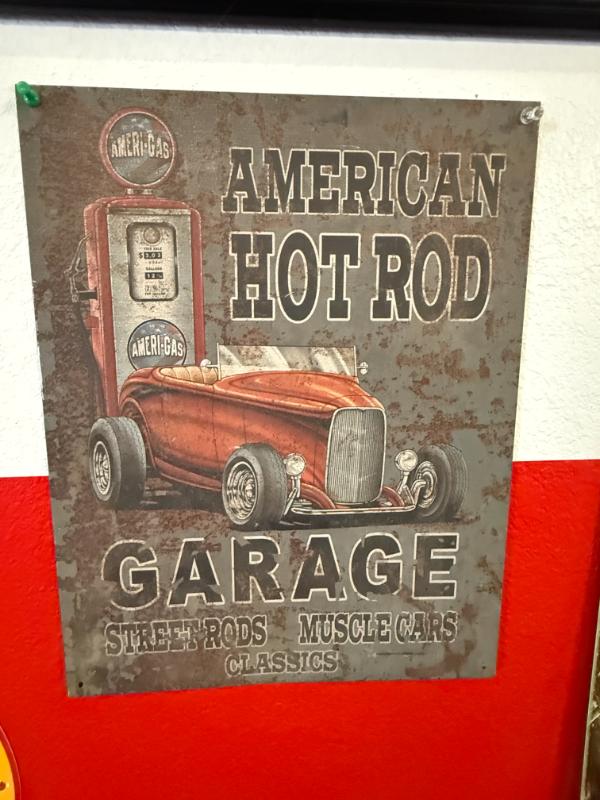 AMERI-GAS
AMERICAN
HOT ROD
AMERI-GAS
GARAGE
STREET RODS MUSCLE CARS
CLASSICS